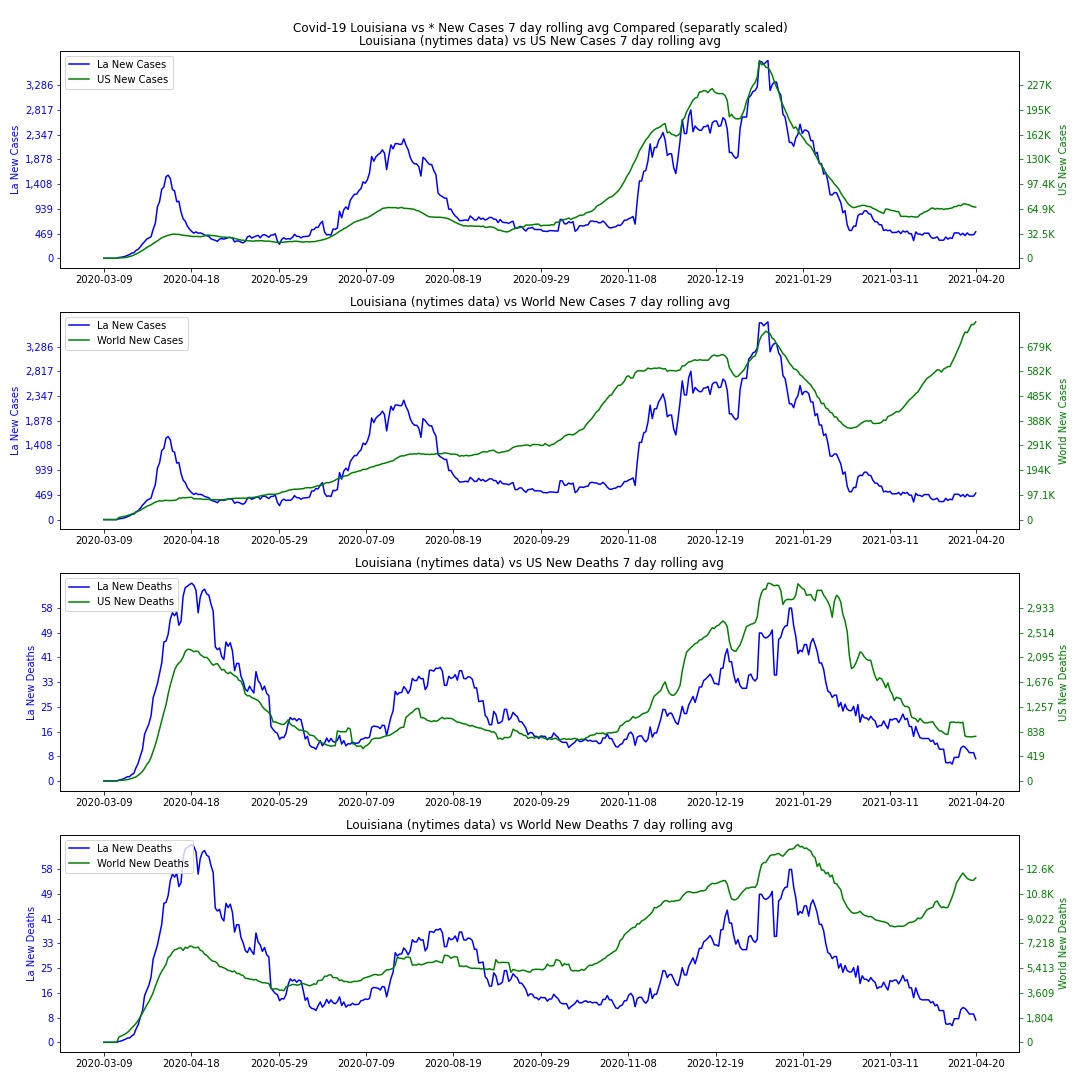 Covid-19 Louisiana vs * New Cases 7 day rolling avg Compared (separatly scaled)
Louisiana (nytimes data) vs US New Cases 7 day rolling avg
La New Cases
US New Cases
3,286
2,817
2,347
1,878
1,408
939
469
0
La New Cases
227K
195K
162K
130K
97.4K
64.9K
32.5K
0
US New Cases
2020-03-09 2020-04-18 2020-05-29 2020-07-09 2020-08-19 2020-09-29 2020-11-08 2020-12-19 2021-01-29 2021-03-11 2021-04-20
Louisiana (nytimes data) vs World New Cases 7 day rolling avg
La New Cases
World New Cases
3,286
2,817
2,347
1,878
1,408
939
469
0
La New Cases
679K
582K
485K
388K
291K
194K
97.1K
0
World New Cases
2020-03-09 2020-04-18 2020-05-29 2020-07-09 2020-08-19 2020-09-29 2020-11-08 2020-12-19 2021-01-29 2021-03-11 2021-04-20
Louisiana (nytimes data) vs US New Deaths 7 day rolling avg
La New Deaths
US New Deaths
58
49
41
33
25
16
8
0
La New Deaths
2,933
2,514
2,095
1,676
1,257
838
419
0
US New Deaths
2020-03-09 2020-04-18 2020-05-29 2020-07-09 2020-08-19 2020-09-29 2020-11-08 2020-12-19 2021-01-29 2021-03-11 2021-04-20
Louisiana (nytimes data) vs World New Deaths 7 day rolling avg
La New Deaths
World New Deaths
58
49
41
33
25
16
8
0
La New Deaths
12.6K
10.8K
9,022
7,218
5,413
3,609
1,804
0
World New Deaths
2020-03-09 2020-04-18 2020-05-29 2020-07-09 2020-08-19 2020-09-29 2020-11-08 2020-12-19 2021-01-29 2021-03-11 2021-04-20